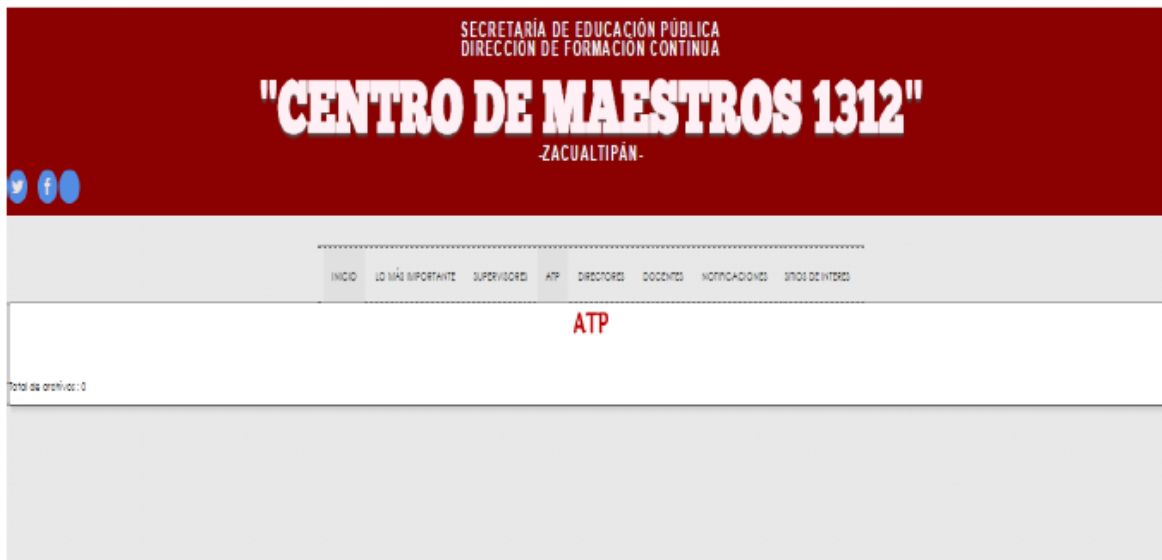 SECRETARÍA DE EDUCACIÓN PÚBLICA
DIRECCIÓN DE FORMACIÓN CONTINUA
"CENTRO DE MAESTROS 1312"
-ZACUALTIPÁN-
INICIO LO MÁS IMPORTANTE SUPERVISORES ATP DIRECTORES DOCENTES NOTIFICACIONES SITIOS DE INTERES
ATP
Total de archivos : 0